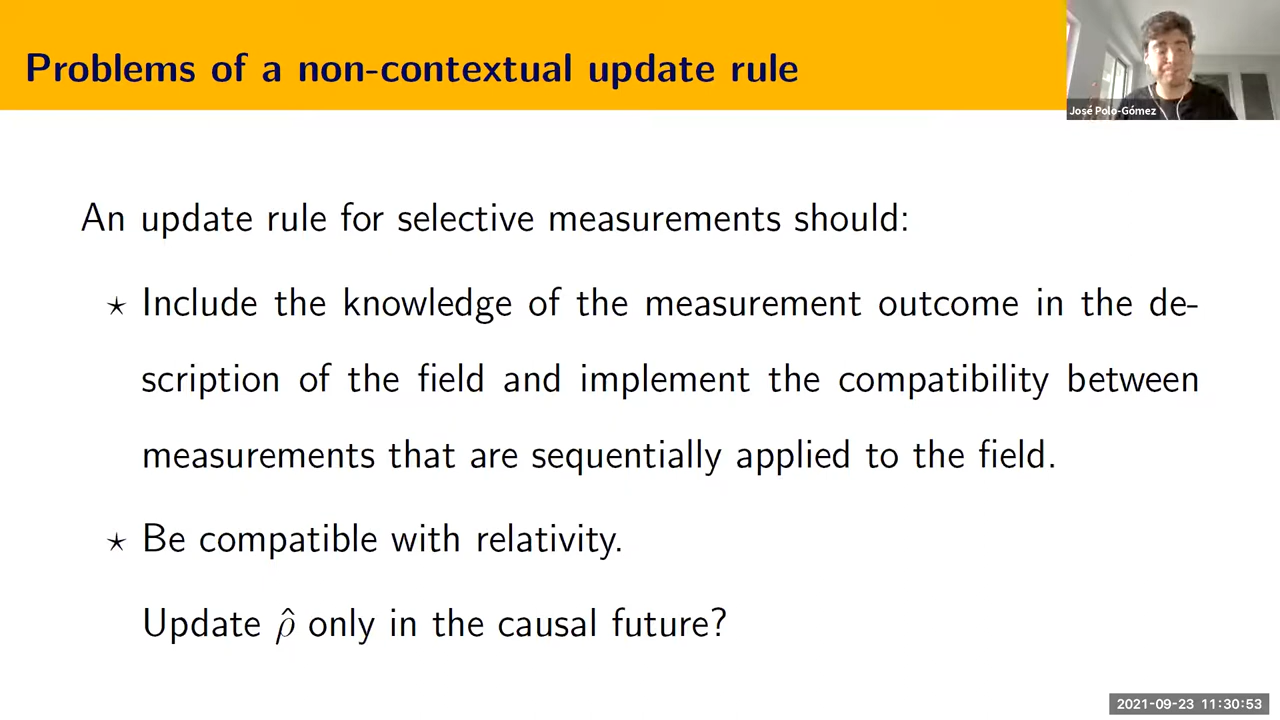 Problems of a non-contextual update rule
José Polo-Gómez
An update rule for selective measurements should:
⋆ Include the knowledge of the measurement outcome in the de-
scription of the field and implement the compatibility between
measurements that are sequentially applied to the field.
⋆ Be compatible with relativity.
Update ρ̂ only in the causal future?
2021-09-23 11:30:53